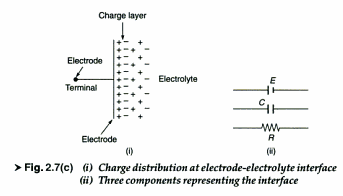 Charge layer
Electrode
Terminal
Electrolyte
Electrode
(i)
E
C
R
(ii)
➤ Fig. 2.7(c) (i) Charge distribution at electrode-electrolyte interface
(ii) Three components representing the interface